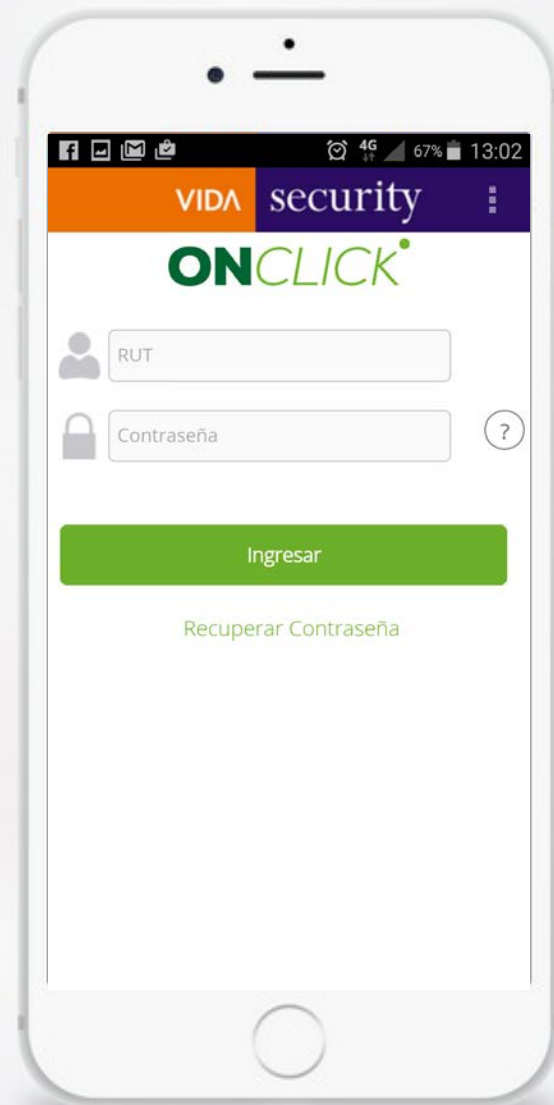 4G 67% 13:02
VIDA security
ONCLICK
RUT
Contraseña
?
Ingresar
Recuperar Contraseña